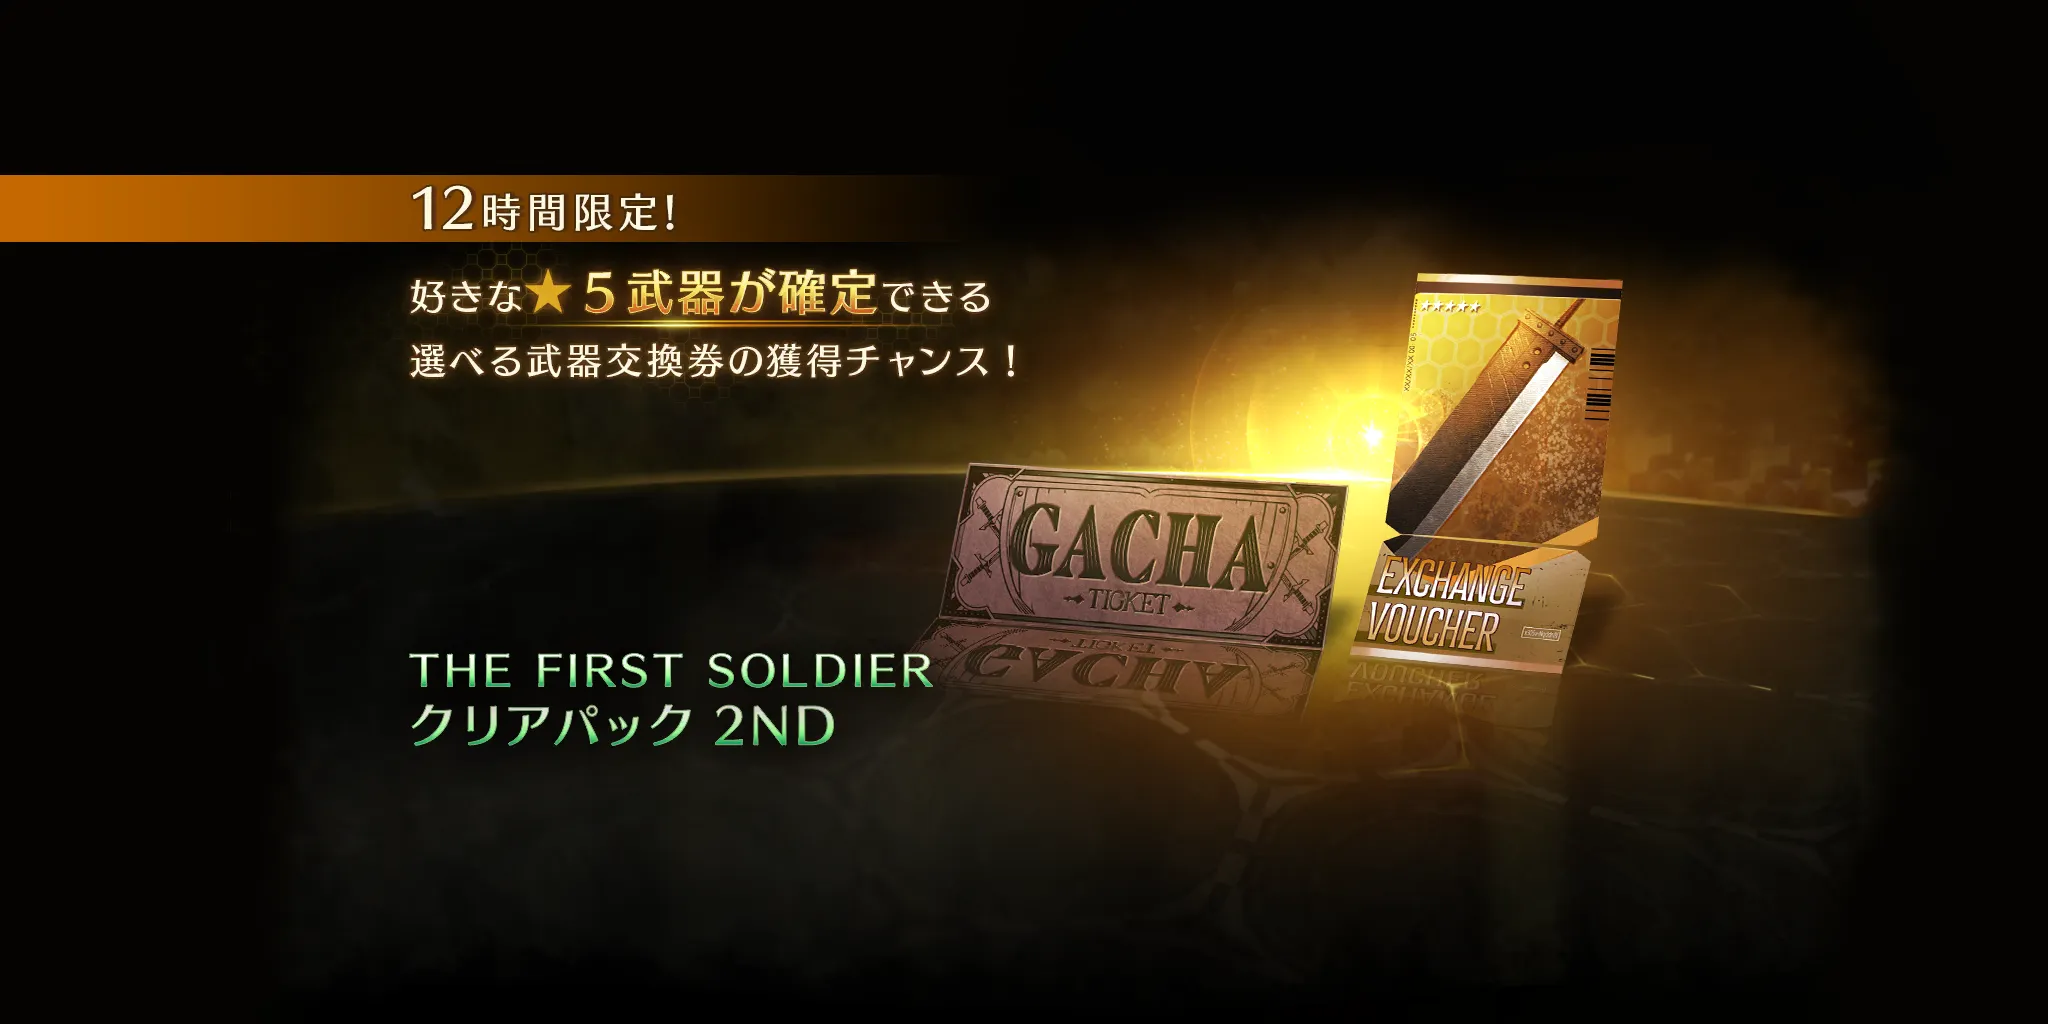 12時間限定!
好きな★5武器が確定できる
選べる武器交換券の獲得チャンス!
★★★★★
GACHA
TICKET
EXCHANGE
VOUCHER
THE FIRST SOLDIER
クリアパック 2ND